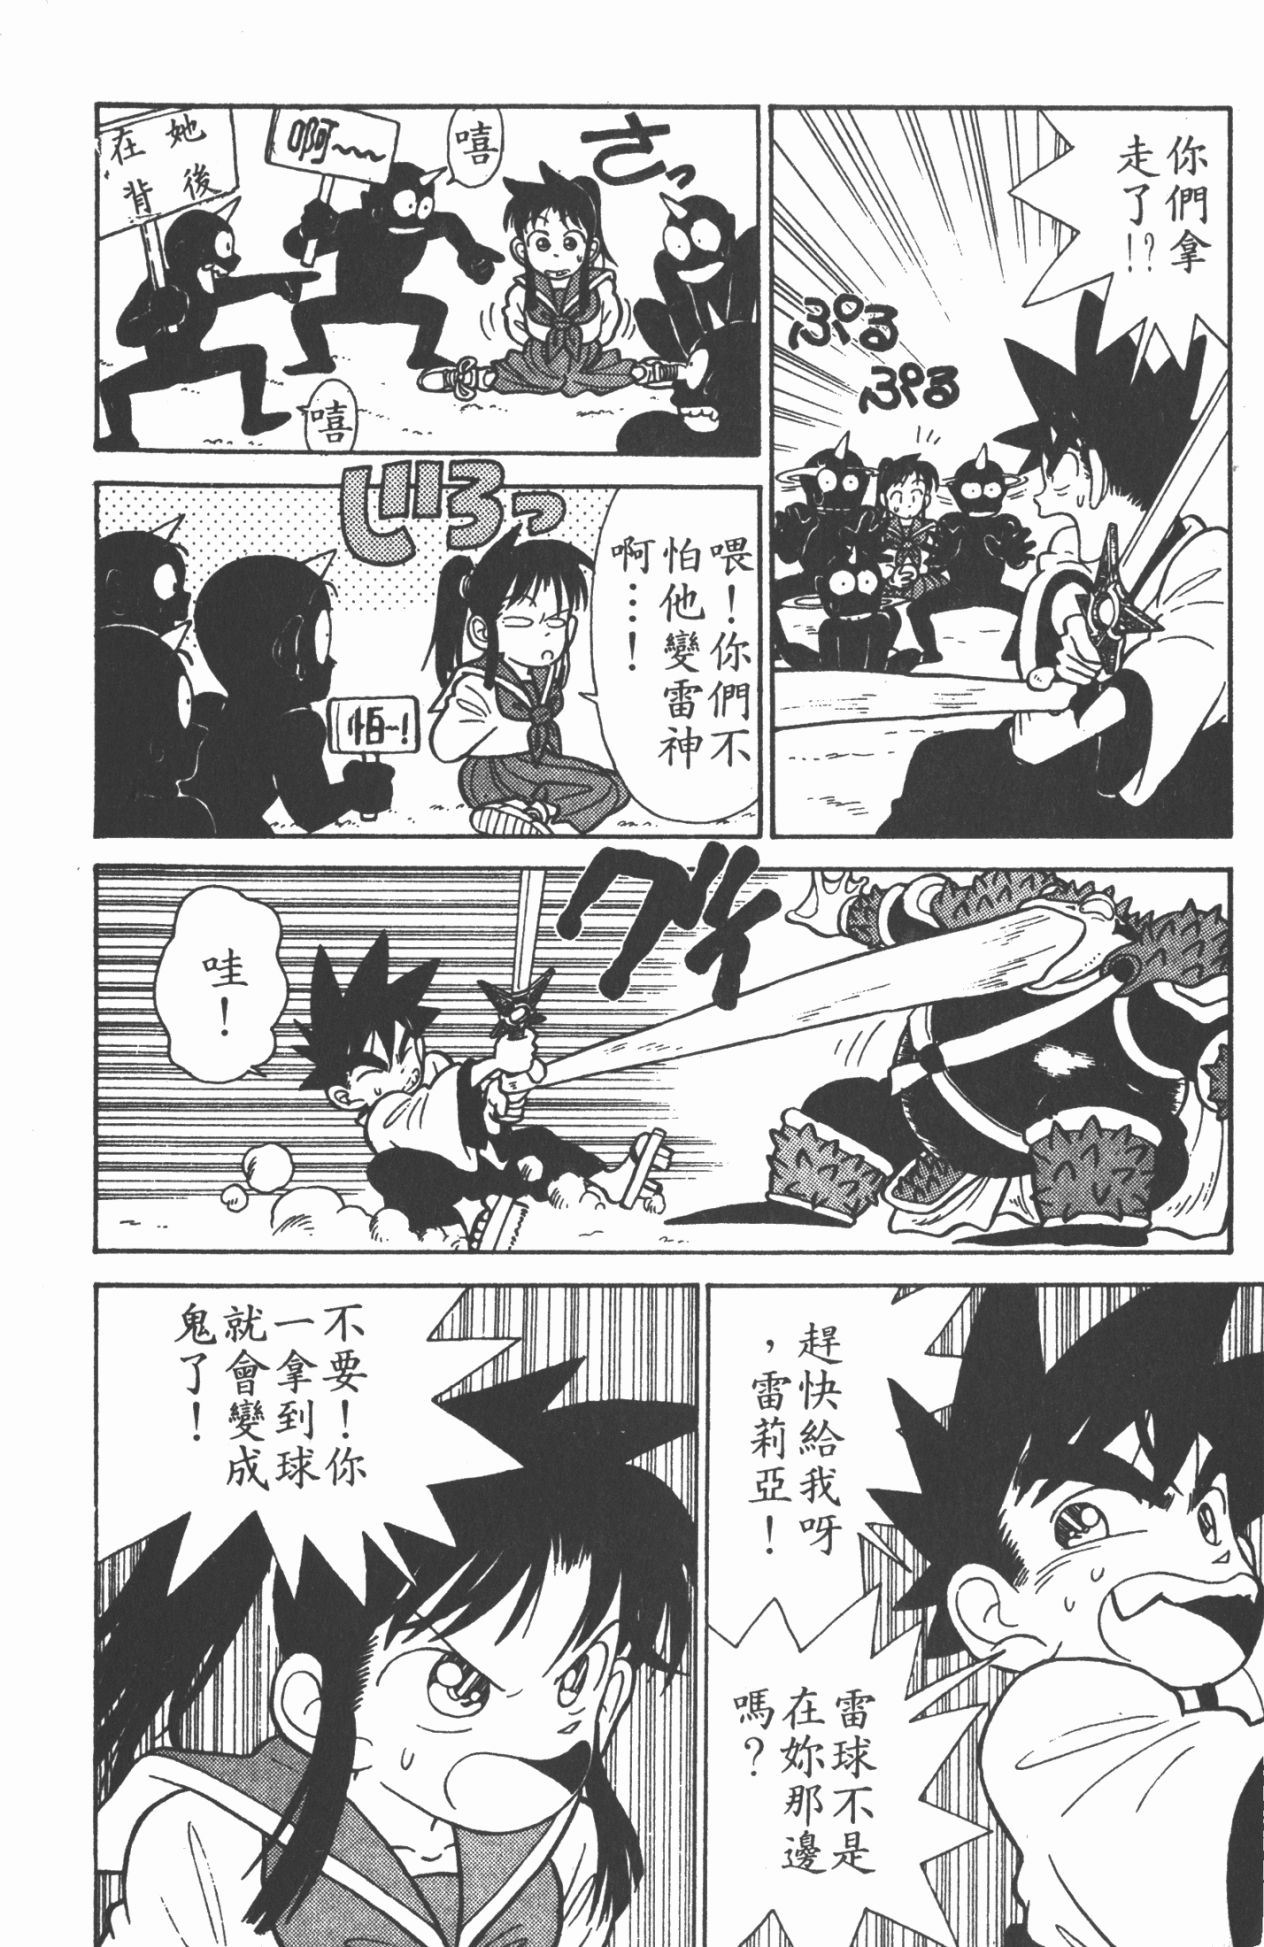 你們拿
走了!?
ぷるぷる
さっ
嘻
啊～～
她
在
背後
嘻
喂！你們不
怕他變雷神
啊…！
じろっ
怕～!
グイ
哇！
趕快給我呀
，雷莉亞！
雷球不是
在妳那邊
嗎？
不要！你
一拿到球
就會變成
鬼了！